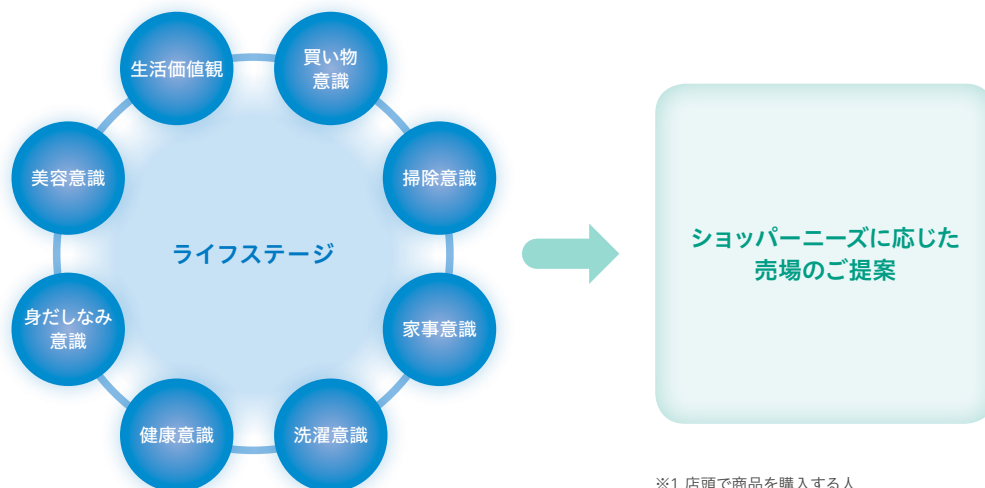 生活価値観
買い物
意識
美容意識
掃除意識
ライフステージ
ショッパーニーズに応じた
売場のご提案
身だしなみ
意識
家事意識
健康意識
洗濯意識
※1 店頭で商品を購入する人